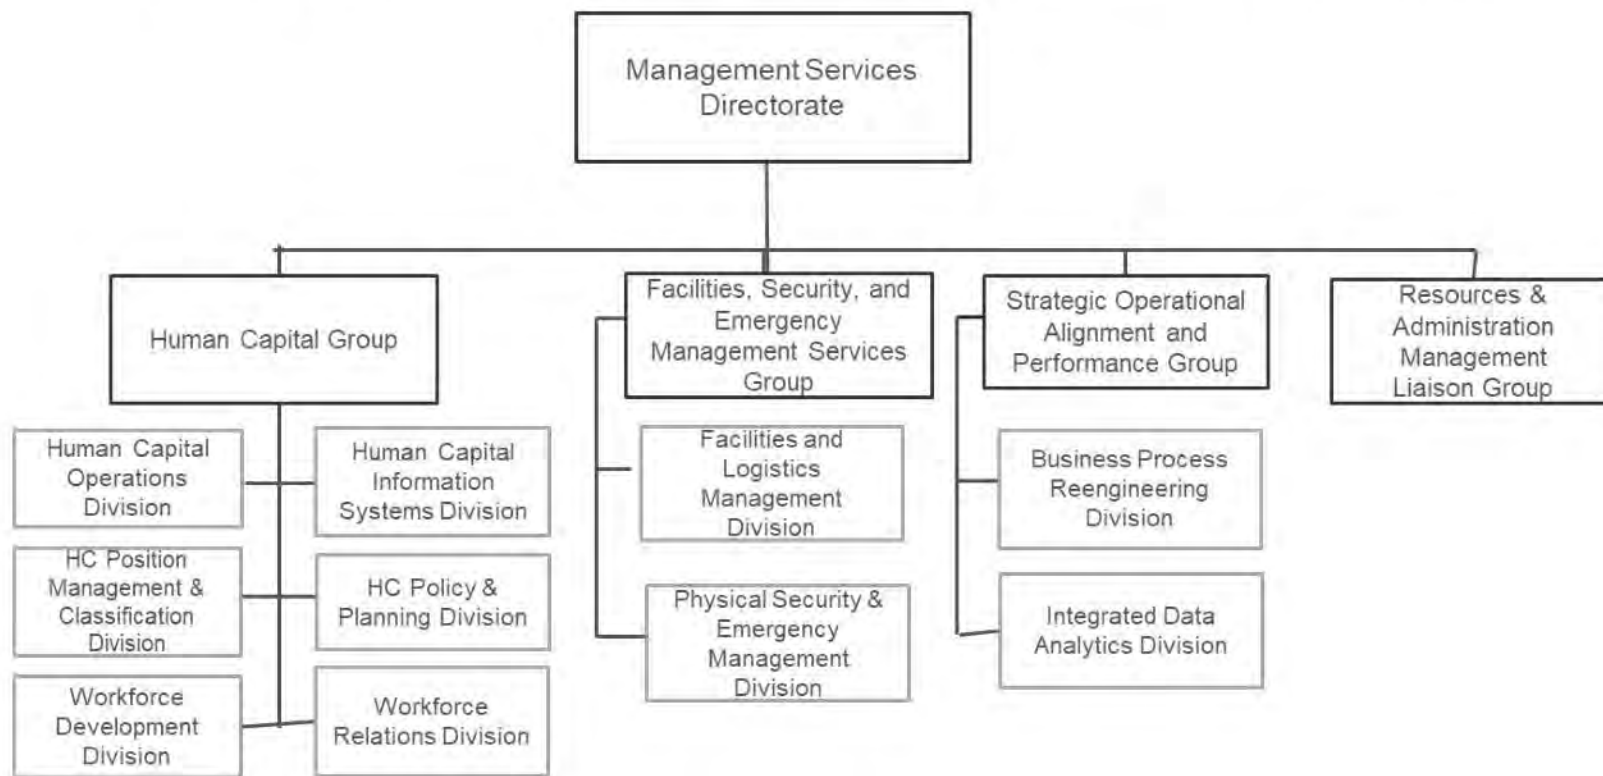 Management Services
Directorate
Human Capital Group
Facilities, Security, and
Emergency
Management Services
Group
Strategic Operational
Alignment and
Performance Group
Resources &
Administration
Management
Liaison Group
Human Capital
Operations
Division
Human Capital
Information
Systems Division
Facilities and
Logistics
Management
Division
Business Process
Reengineering
Division
HC Position
Management &
Classification
Division
HC Policy &
Planning Division
Physical Security &
Emergency
Management
Division
Integrated Data
Analytics Division
Workforce
Development
Division
Workforce
Relations Division